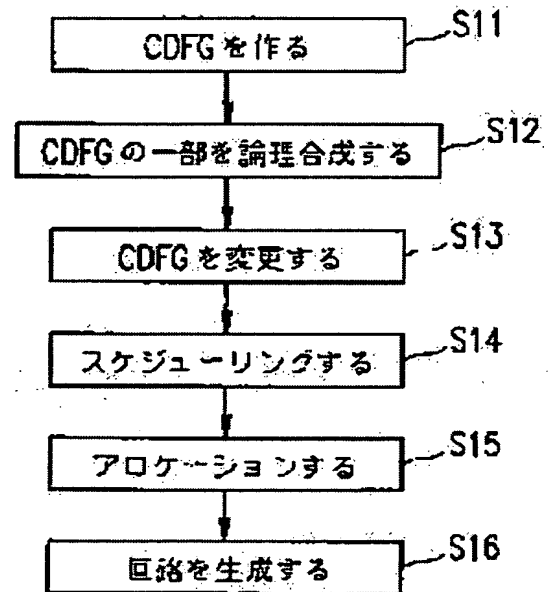 CDFGを作る S11
CDFGの一部を論理合成する S12
CDFGを変更する S13
スケジューリングする S14
アロケーションする S15
回路を生成する S16